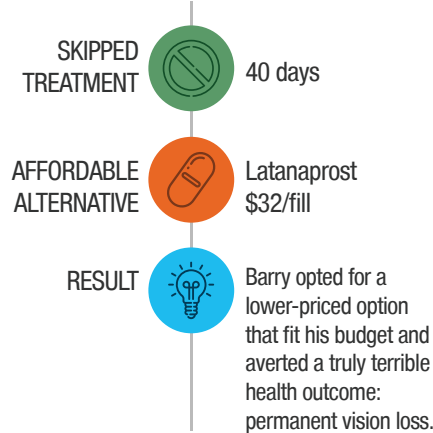 SKIPPED
TREATMENT
40 days
AFFORDABLE
ALTERNATIVE
Latanaprost
$32/fill
RESULT
Barry opted for a
lower-priced option
that fit his budget and
averted a truly terrible
health outcome:
permanent vision loss.